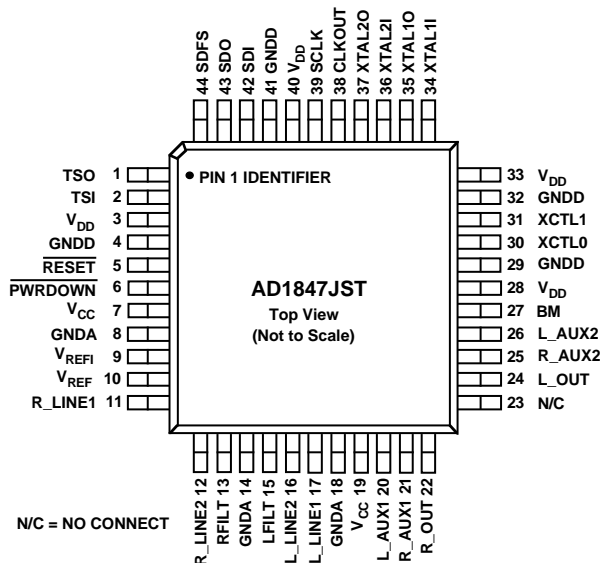 44 SDFS
43 SDO
42 SDI
41 GNDD
40 VDD
39 SCLK
38 CLKOUT
37 XTAL2O
36 XTAL2I
35 XTAL1O
34 XTAL1I
TSO 1
TSI 2
VDD 3
GNDD 4
RESET 5
PWRDOWN 6
VCC 7
GNDA 8
VREFI 9
VREF 10
R_LINE1 11
PIN 1 IDENTIFIER
AD1847JST
Top View
(Not to Scale)
33 VDD
32 GNDD
31 XCTL1
30 XCTL0
29 GNDD
28 VDD
27 BM
26 L_AUX2
25 R_AUX2
24 L_OUT
23 N/C
R_LINE2 12
RFILT 13
GNDA 14
LFILT 15
L_LINE2 16
L_LINE1 17
GNDA 18
VCC 19
L_AUX1 20
R_AUX1 21
R_OUT 22
N/C = NO CONNECT